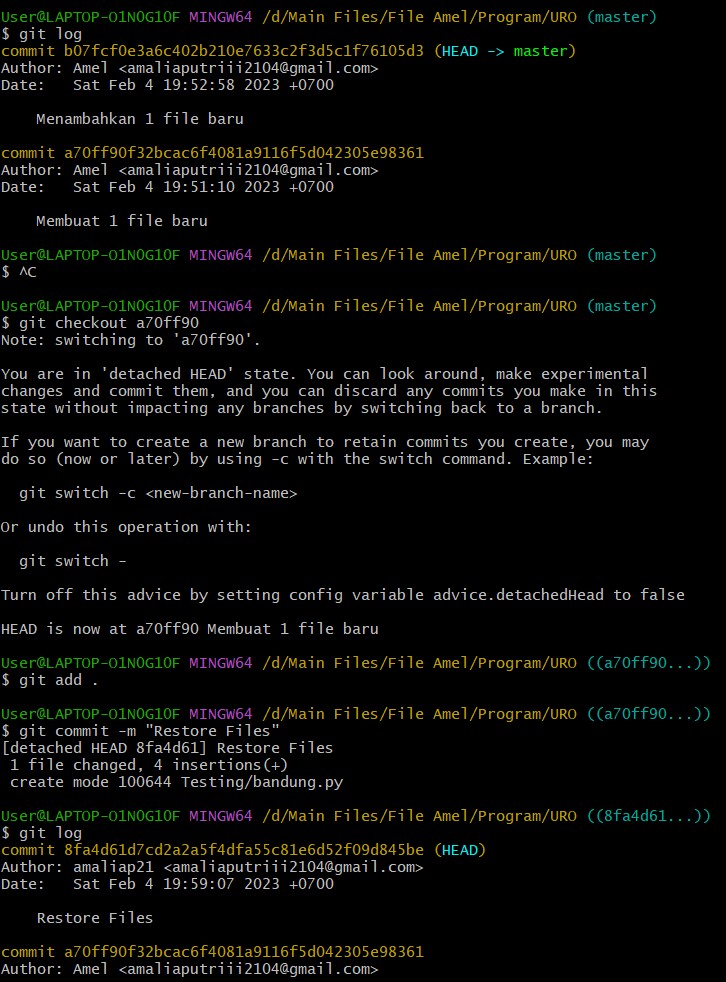 User@LAPTOP-O1N0G1OF MINGW64 /d/Main Files/File Amel/Program/URO (master)
$ git log
commit b07fcf0e3a6c402b210e7633c2f3d5c1f76105d3 (HEAD -> master)
Author: Amel <amaliaputriii2104@gmail.com>
Date:   Sat Feb 4 19:52:58 2023 +0700

    Menambahkan 1 file baru

commit a70ff90f32bcac6f4081a9116f5d042305e98361
Author: Amel <amaliaputriii2104@gmail.com>
Date:   Sat Feb 4 19:51:10 2023 +0700

    Membuat 1 file baru

User@LAPTOP-O1N0G1OF MINGW64 /d/Main Files/File Amel/Program/URO (master)
$ ^C

User@LAPTOP-O1N0G1OF MINGW64 /d/Main Files/File Amel/Program/URO (master)
$ git checkout a70ff90
Note: switching to 'a70ff90'.

You are in 'detached HEAD' state. You can look around, make experimental
changes and commit them, and you can discard any commits you make in this
state without impacting any branches by switching back to a branch.

If you want to create a new branch to retain commits you create, you may
do so (now or later) by using -c with the switch command. Example:

  git switch -c <new-branch-name>

Or undo this operation with:

  git switch -

Turn off this advice by setting config variable advice.detachedHead to false

HEAD is now at a70ff90 Membuat 1 file baru

User@LAPTOP-O1N0G1OF MINGW64 /d/Main Files/File Amel/Program/URO ((a70ff90...))
$ git add .

User@LAPTOP-O1N0G1OF MINGW64 /d/Main Files/File Amel/Program/URO ((a70ff90...))
$ git commit -m "Restore Files"
[detached HEAD 8fa4d61] Restore Files
 1 file changed, 4 insertions(+)
 create mode 100644 Testing/bandung.py

User@LAPTOP-O1N0G1OF MINGW64 /d/Main Files/File Amel/Program/URO ((8fa4d61...))
$ git log
commit 8fa4d61d7cd2a2a5f4dfa55c81e6d52f09d845be (HEAD)
Author: amaliap21 <amaliaputriii2104@gmail.com>
Date:   Sat Feb 4 19:59:07 2023 +0700

    Restore Files

commit a70ff90f32bcac6f4081a9116f5d042305e98361
Author: Amel <amaliaputriii2104@gmail.com>